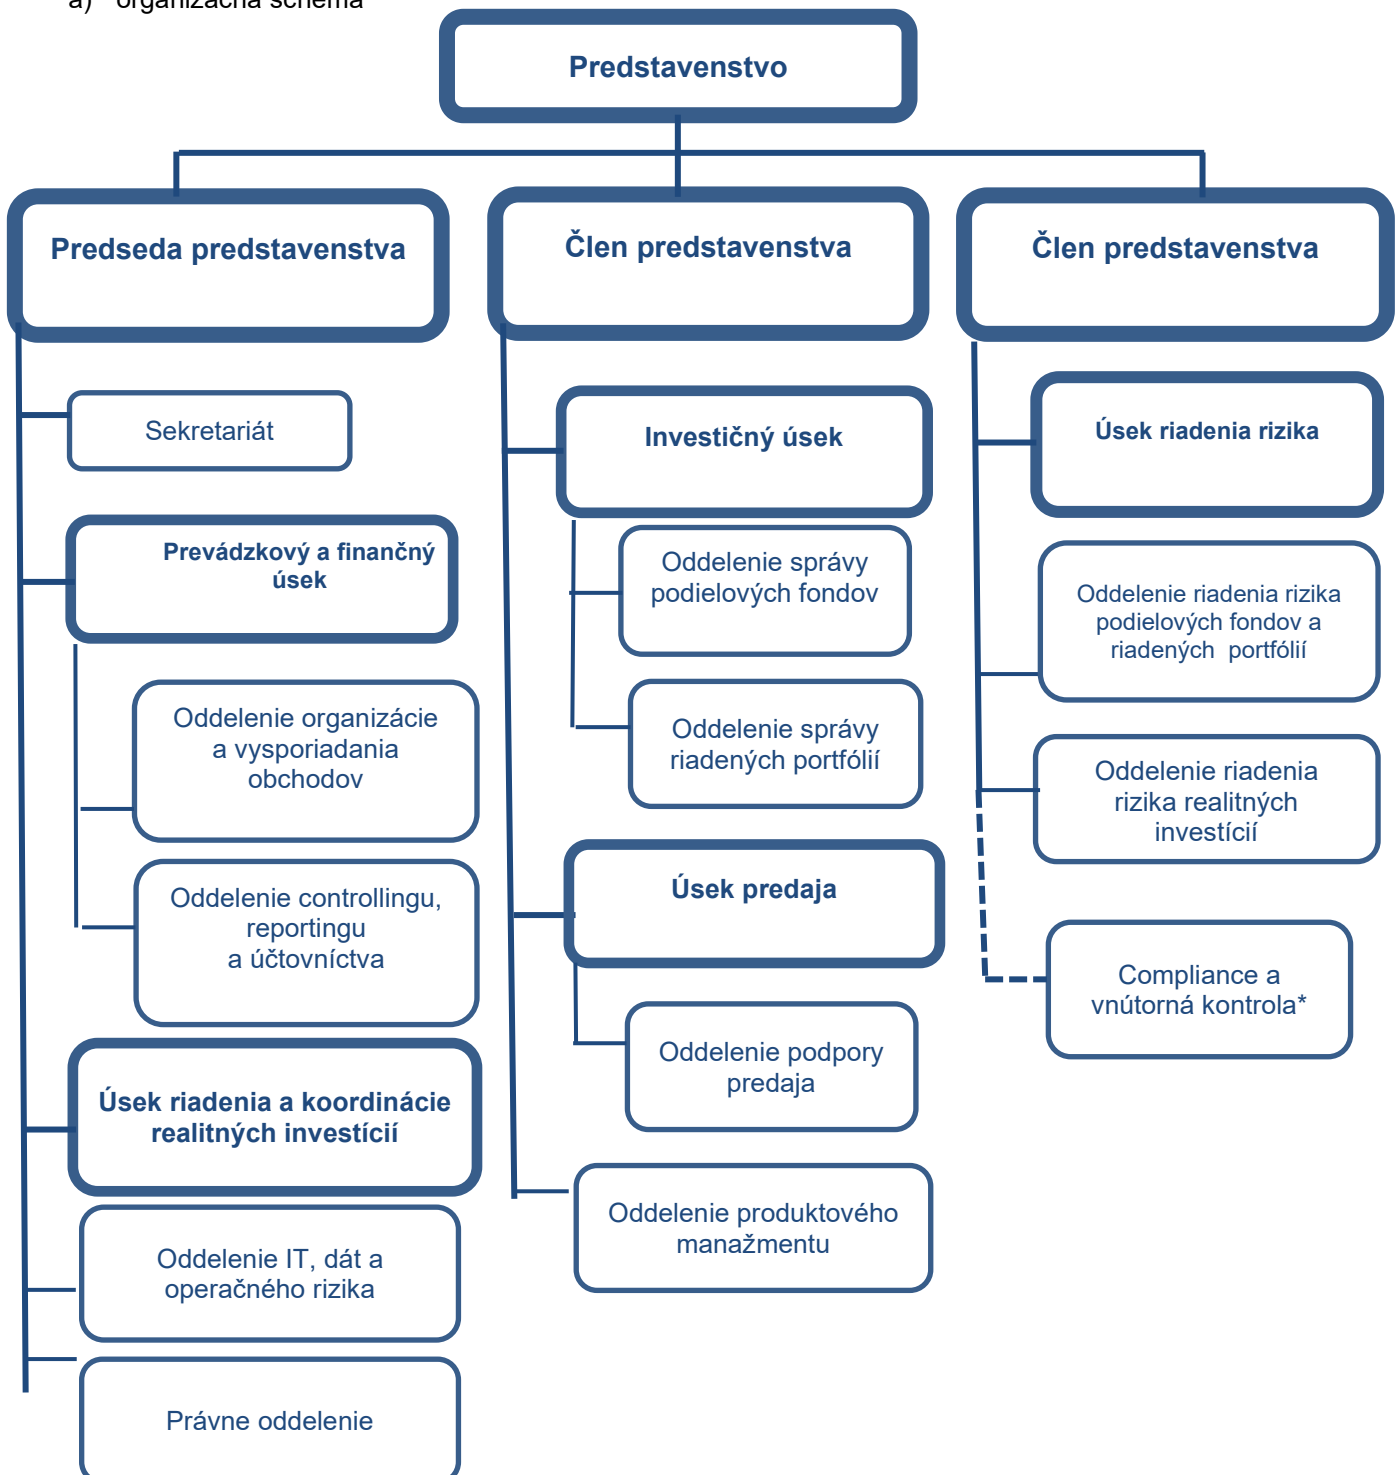 a) organizačná schéma
Predstavenstvo
Predseda predstavenstva
Sekretariát
Prevádzkový a finančný
úsek
Oddelenie organizácie
a vysporiadania
obchodov
Oddelenie controllingu,
reportingu
a účtovníctva
Úsek riadenia a koordinácie
realitných investícií
Oddelenie IT, dát a
operačného rizika
Právne oddelenie
Člen predstavenstva
Investičný úsek
Oddelenie správy
podielových fondov
Oddelenie správy
riadených portfólií
Úsek predaja
Oddelenie podpory
predaja
Oddelenie produktového
manažmentu
Člen predstavenstva
Úsek riadenia rizika
Oddelenie riadenia rizika
podielových fondov a
riadených portfólií
Oddelenie riadenia
rizika realitných
investícií
Compliance a
vnútorná kontrola*